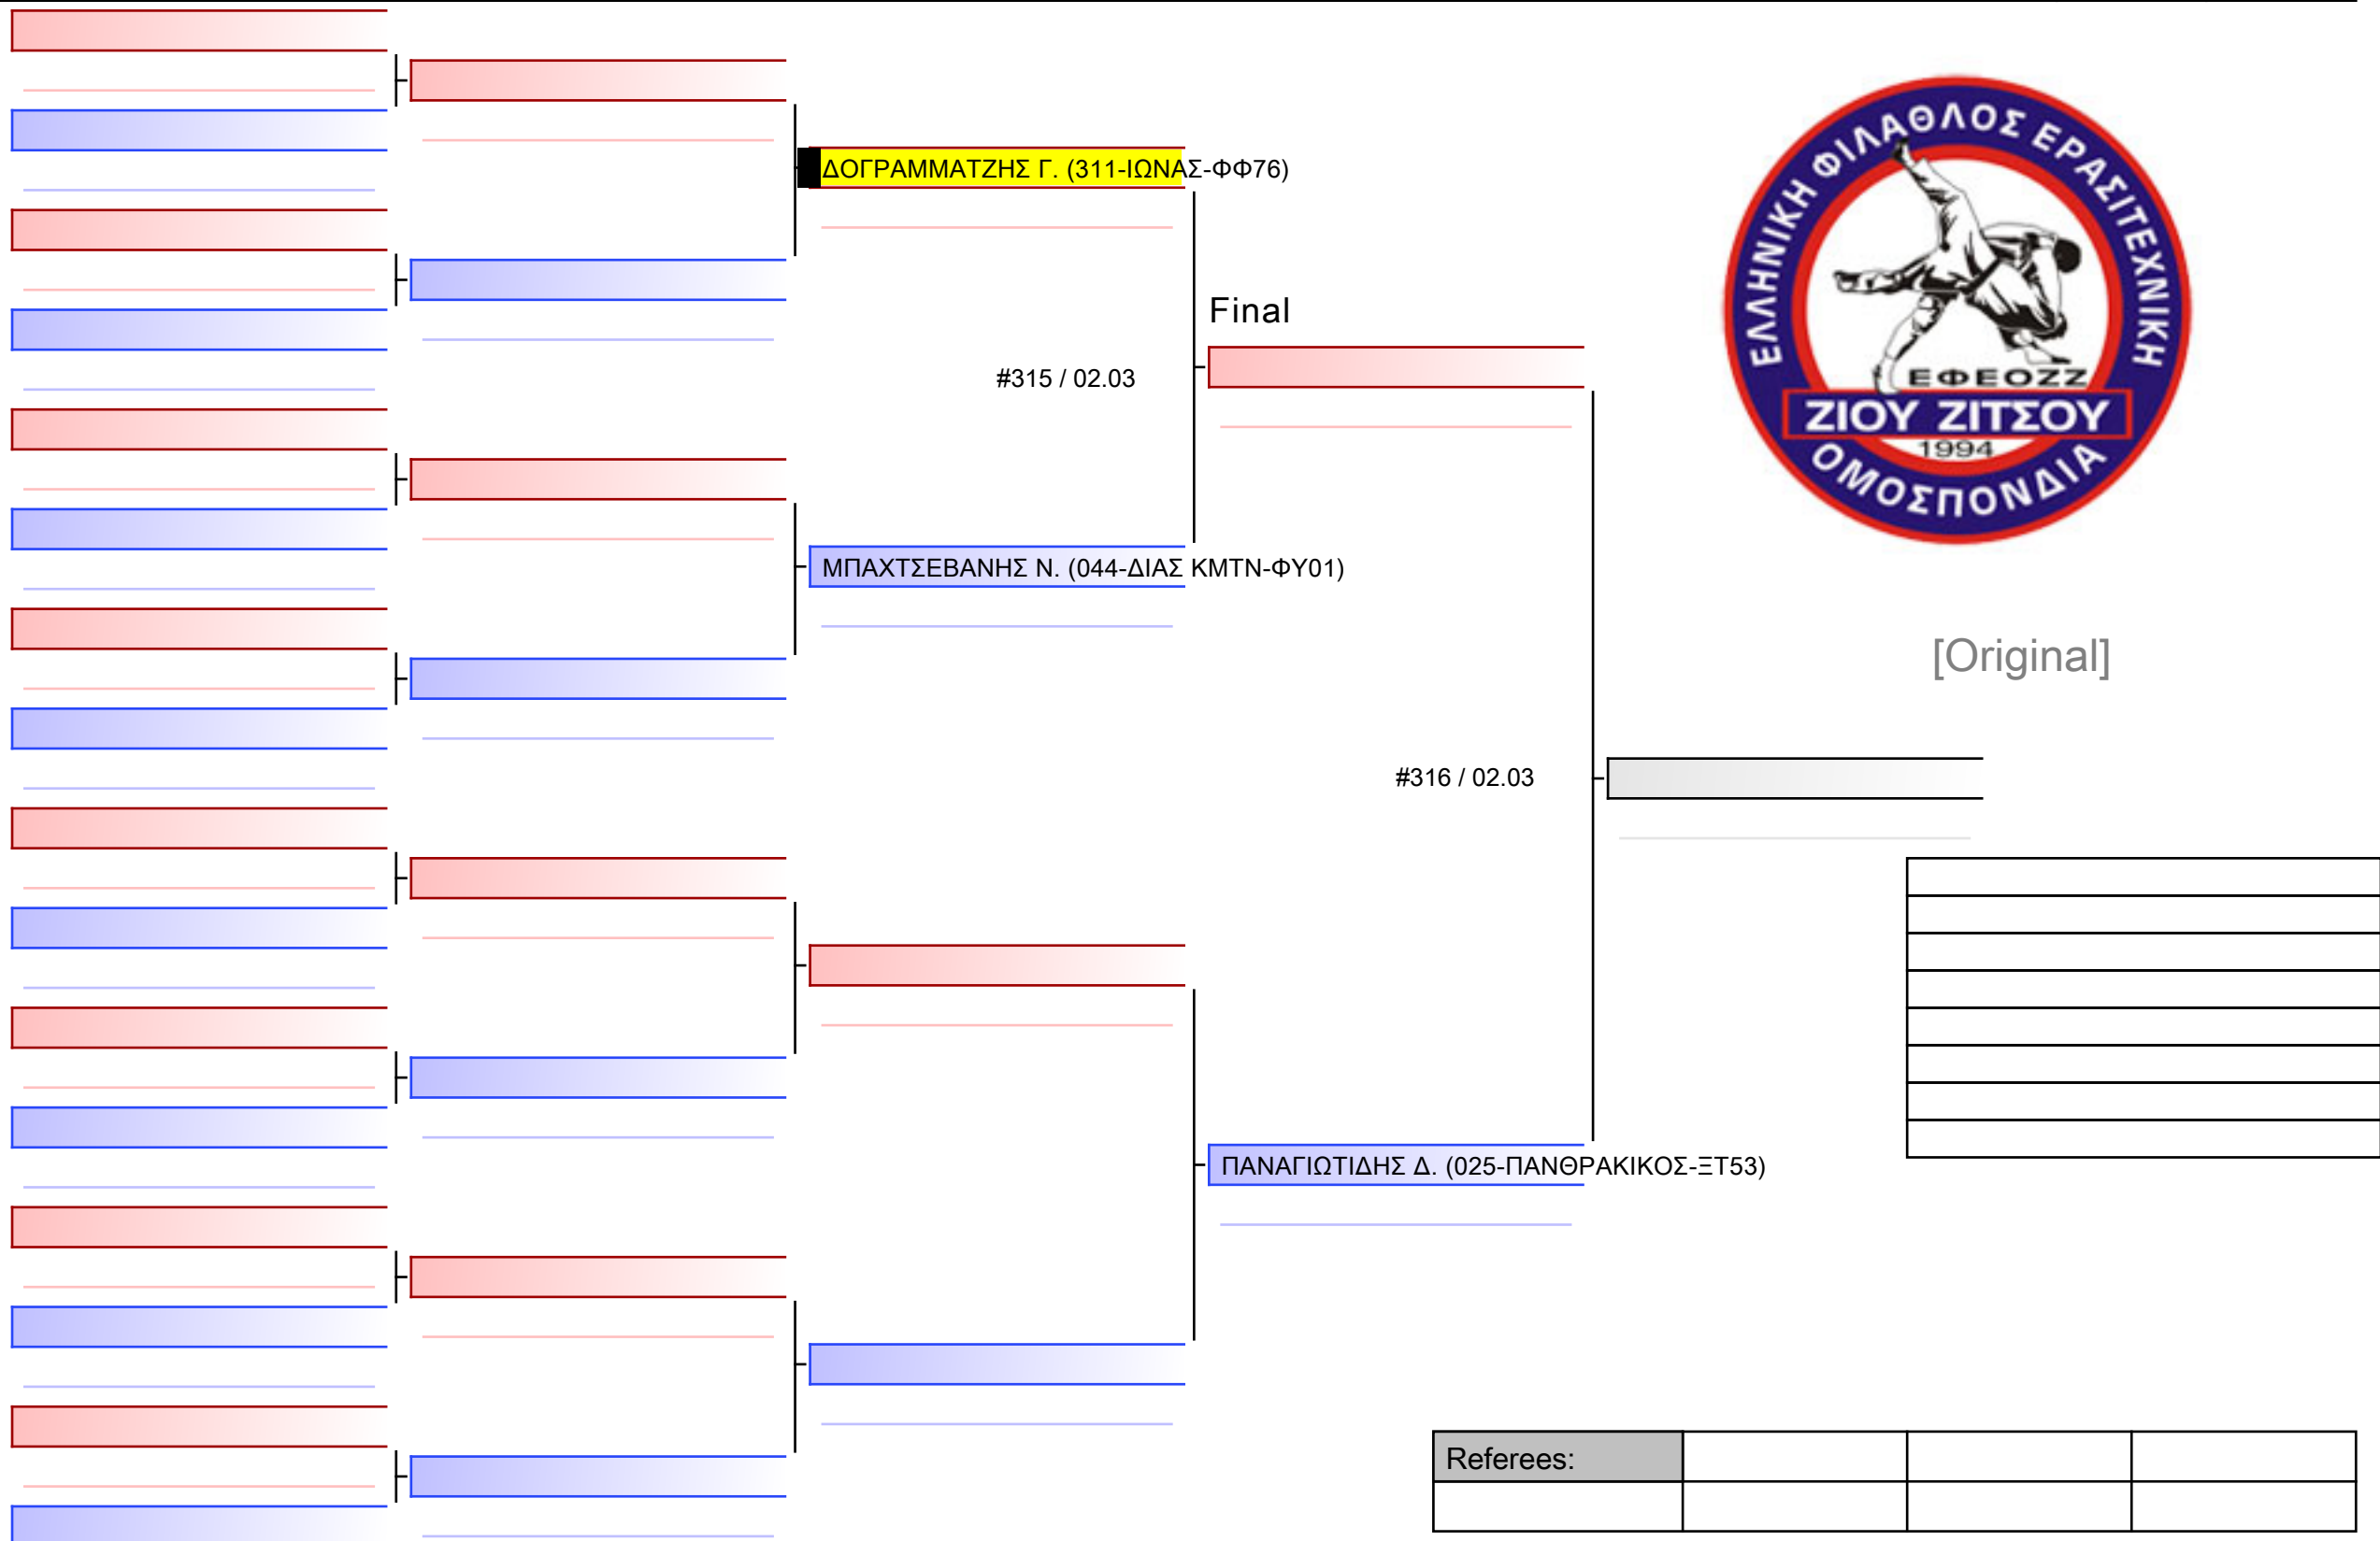 ΔΟΓΡΑΜΜΑΤΖΗΣ Γ. (311-ΙΩΝΑΣ-ΦΦ76)
ΕΛΛΗΝΙΚΗ ΦΙΛΑΘΛΟΣ ΕΡΑΣΙΤΕΧΝΙΚΗ
Final
#315 / 02.03
ΕΦΕΟΖΖ
ΖΙΟΥ ΖΙΤΣΟΥ
1994
ΟΜΟΣΠΟΝΔΙΑ
ΜΠΑΧΤΣΕΒΑΝΗΣ Ν. (044-ΔΙΑΣ ΚΜΤΝ-ΦΥ01)
[Original]
#316 / 02.03
ΠΑΝΑΓΙΩΤΙΔΗΣ Δ. (025-ΠΑΝΘΡΑΚΙΚΟΣ-ΞΤ53)
Referees: